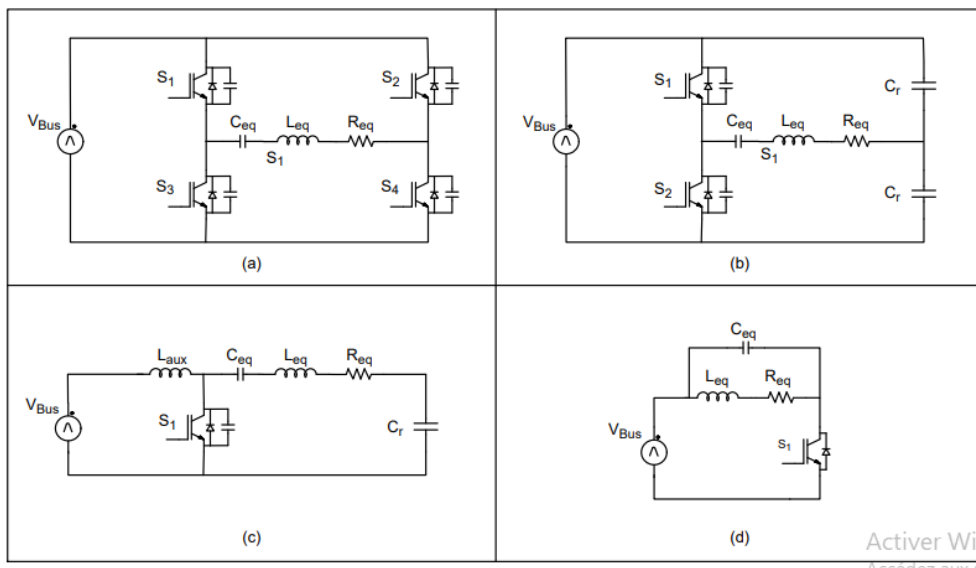 S1
S2
VBus
Ceq
Leq
Req
S1
S3
S4
(a)
S1
Cr
VBus
Ceq
Leq
Req
S1
S2
Cr
(b)
Laux
Ceq
Leq
Req
VBus
S1
Cr
(c)
Ceq
Leq
Req
VBus
S1
(d)
Activer Wi